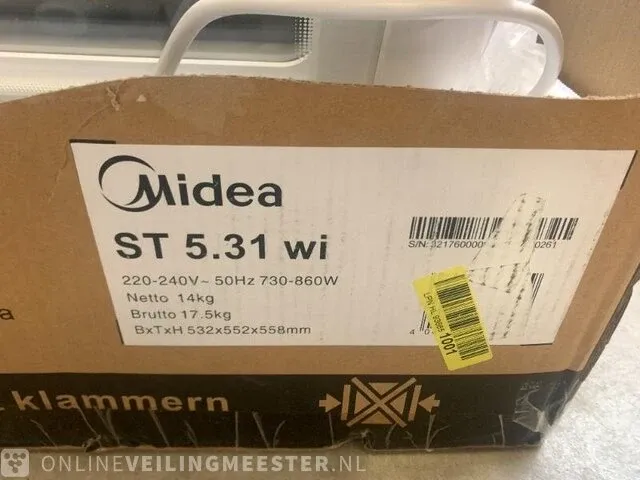 Midea
ST 5.31 wi
220-240V~ 50Hz 730-860W
Netto 14kg
Brutto 17.5kg
BxTxH 532x552x558mm
1001
a
klammern
ONLINEVEILINGMEESTER.NL